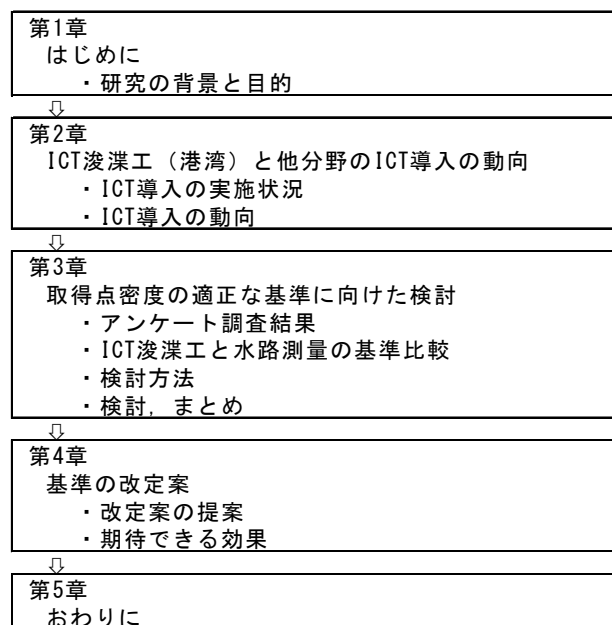 第1章
はじめに
・研究の背景と目的
⇩
第2章
ICT浚渫工（港湾）と他分野のICT導入の動向
・ICT導入の実施状況
・ICT導入の動向
⇩
第3章
取得点密度の適正な基準に向けた検討
・アンケート調査結果
・ICT浚渫工と水路測量の基準比較
・検討方法
・検討，まとめ
⇩
第4章
基準の改定案
・改定案の提案
・期待できる効果
⇩
第5章
おわりに